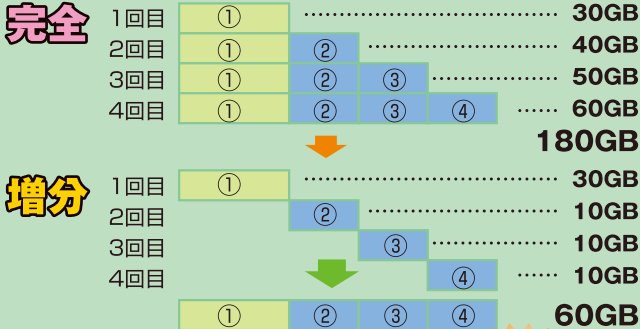 完全
1回目 ① 30GB
2回目 ① ② 40GB
3回目 ① ② ③ 50GB
4回目 ① ② ③ ④ 60GB
180GB
増分
1回目 ① 30GB
2回目 ② 10GB
3回目 ③ 10GB
4回目 ④ 10GB
① ② ③ ④ 60GB